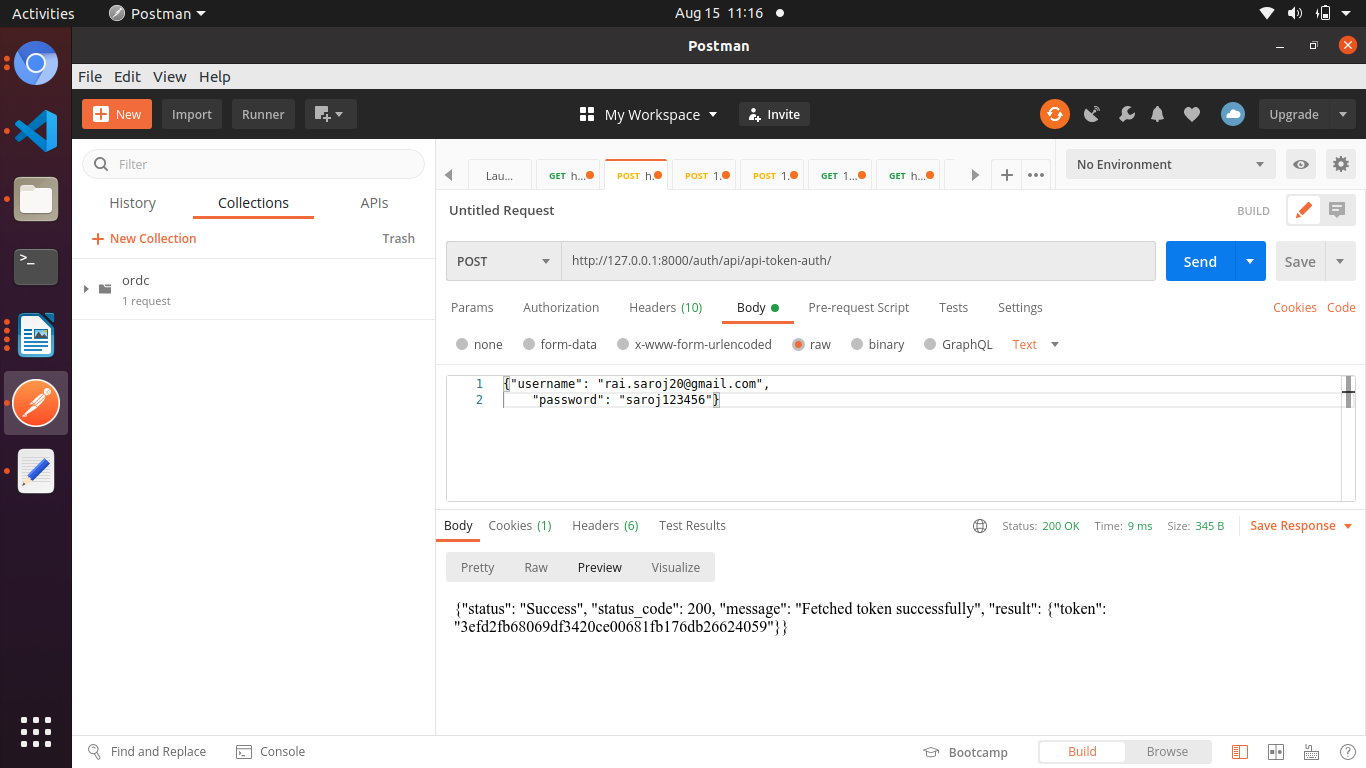 Activities Postman Aug 15 11:16
Postman
File Edit View Help
New Import Runner My Workspace Invite Upgrade
Filter
History Collections APIs
New Collection Trash
ordc
1 request
Lau... GET h... POST h. POST 1. POST 1. GET 1... GET h... No Environment
Untitled Request BUILD
POST http://127.0.0.1:8000/auth/api/api-token-auth/ Send Save
Params Authorization Headers (10) Body Pre-request Script Tests Settings Cookies Code
none form-data x-www-form-urlencoded raw binary GraphQL Text
1 {"username": "rai.saroj20@gmail.com",
2 "password": "saroj123456"}
Body Cookies (1) Headers (6) Test Results Status: 200 OK Time: 9 ms Size: 345 B Save Response
Pretty Raw Preview Visualize
{"status": "Success", "status_code": 200, "message": "Fetched token successfully", "result": {"token":
"3efd2fb68069df3420ce00681fb176db26624059"}}
Find and Replace Console Bootcamp Build Browse